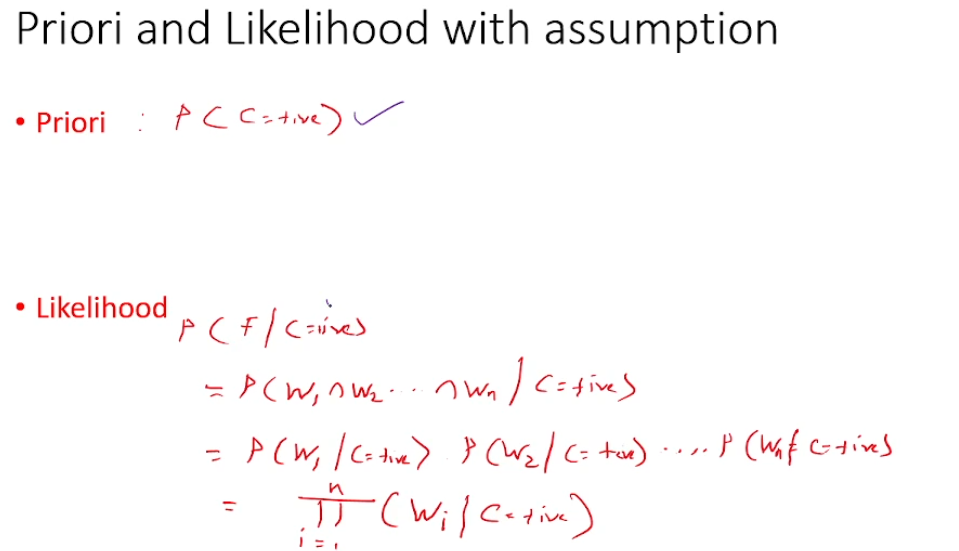 Priori and Likelihood with assumption
• Priori : P(C=+ive) ✓
• Likelihood P(F/C=+ive)
= P(W₁∩W₂...∩Wₙ/C=+ive)
= P(W₁/C=+ive) P(W₂/C=+ive) ..... P(Wₙ/C=+ive)
= ∏ⁿᵢ₌₁ (Wᵢ/C=+ive)